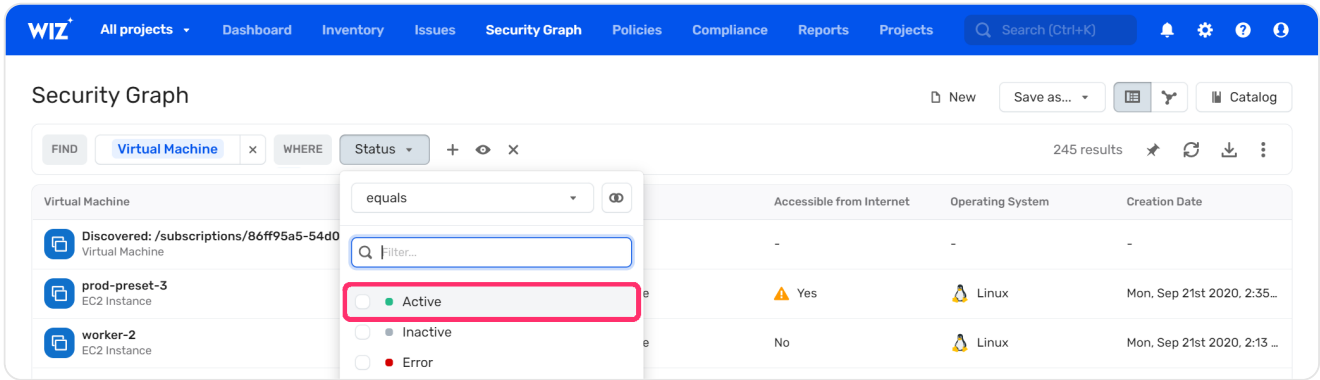 WIZ All projects Dashboard Inventory Issues Security Graph Policies Compliance Reports Projects Search (Ctrl+K)
Security Graph New Save as... Catalog
FIND Virtual Machine WHERE Status 245 results
equals
Virtual Machine Accessible from Internet Operating System Creation Date
Filter...
Discovered: /subscriptions/86ff95a5-54d0 - - -
Virtual Machine
prod-preset-3
EC2 Instance
Active e Yes Linux Mon, Sep 21st 2020, 2:35...
Inactive
worker-2
EC2 Instance
e No Linux Mon, Sep 21st 2020, 2:13 ...
Error